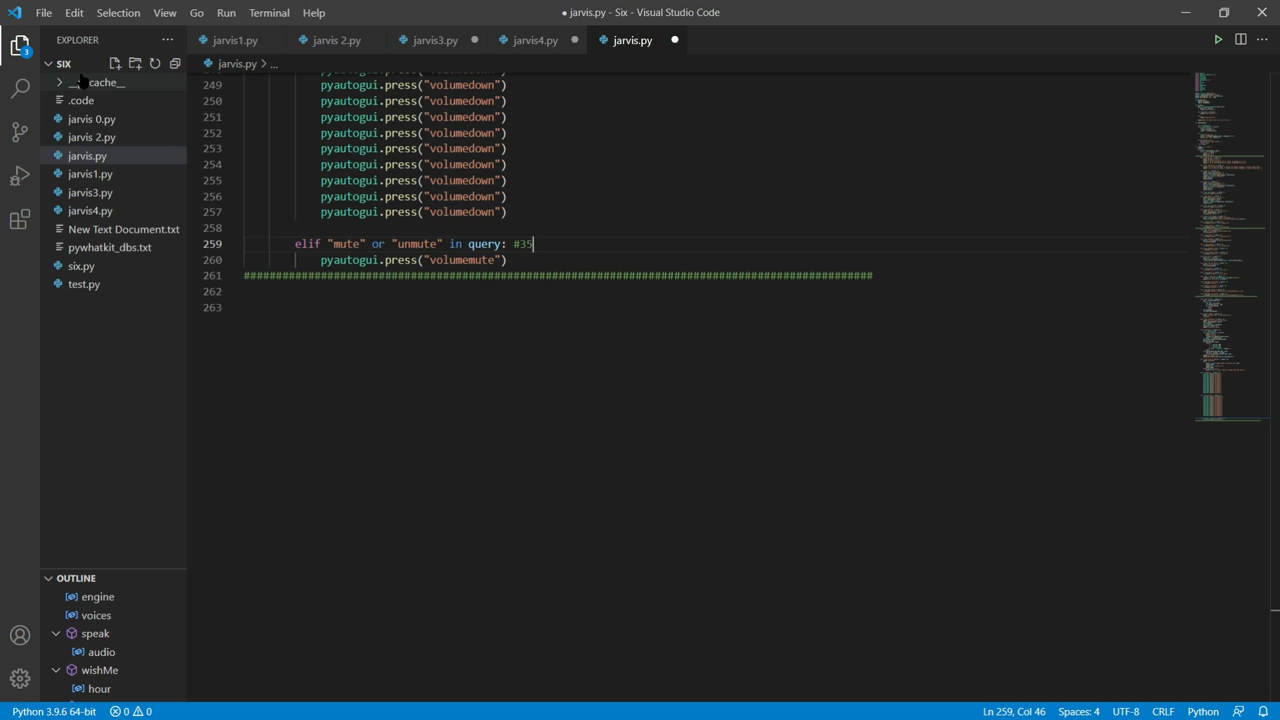 File Edit Selection View Go Run Terminal Help
● jarvis.py - Six - Visual Studio Code
EXPLORER
jarvis1.py jarvis 2.py jarvis3.py jarvis4.py jarvis.py
SIX
jarvis.py > ...
cache__
.code
jarvis 0.py
jarvis 2.py
jarvis.py
jarvis1.py
jarvis3.py
jarvis4.py
New Text Document.txt
pywhatkit_dbs.txt
six.py
test.py
249 pyautogui.press("volumedown")
250 pyautogui.press("volumedown")
251 pyautogui.press("volumedown")
252 pyautogui.press("volumedown")
253 pyautogui.press("volumedown")
254 pyautogui.press("volumedown")
255 pyautogui.press("volumedown")
256 pyautogui.press("volumedown")
257 pyautogui.press("volumedown")
258
259 elif "mute" or "unmute" in query: #35
260 pyautogui.press("volumemute")
261 ##################################################################################################
262
263
3
OUTLINE
engine
voices
speak
audio
wishMe
hour
Python 3.9.6 64-bit 0 0 Ln 259, Col 46 Spaces: 4 UTF-8 CRLF Python